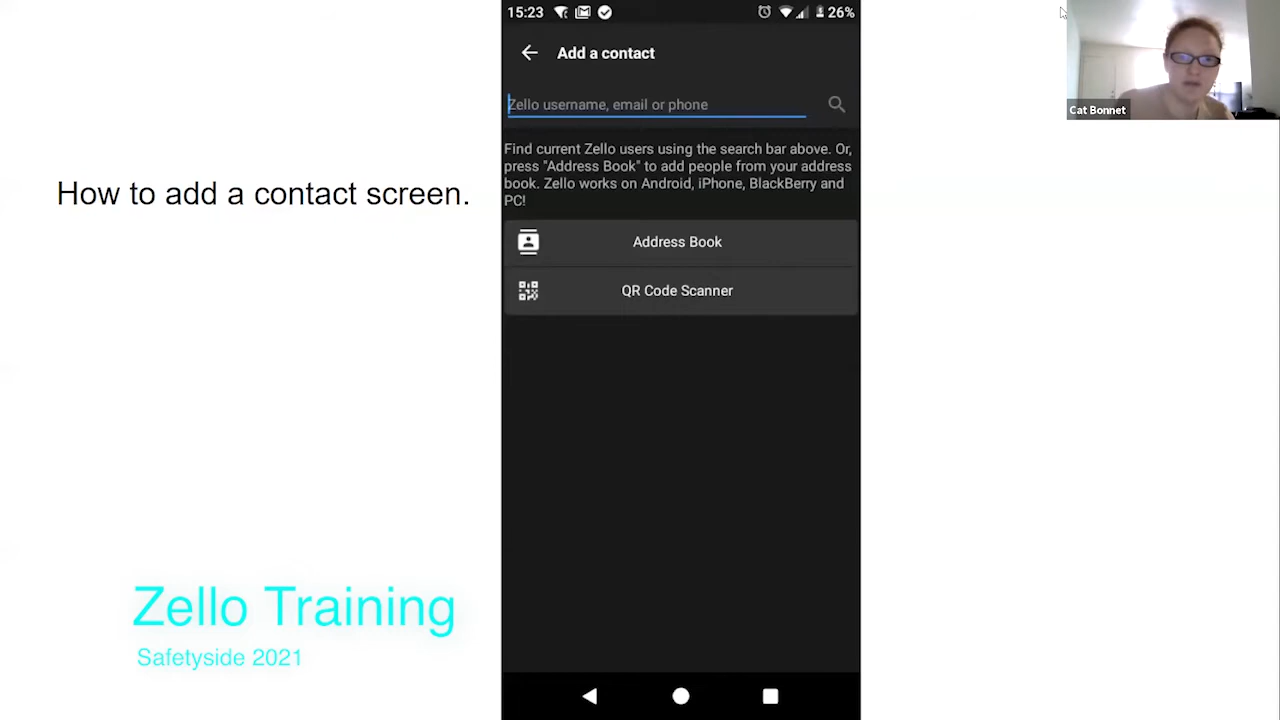 15:23
26%
Add a contact
Zello username, email or phone
Find current Zello users using the search bar above. Or,
press "Address Book" to add people from your address
book. Zello works on Android, iPhone, BlackBerry and
PC!
Address Book
QR Code Scanner
How to add a contact screen.
Zello Training
Safetyside 2021
Cat Bonnet